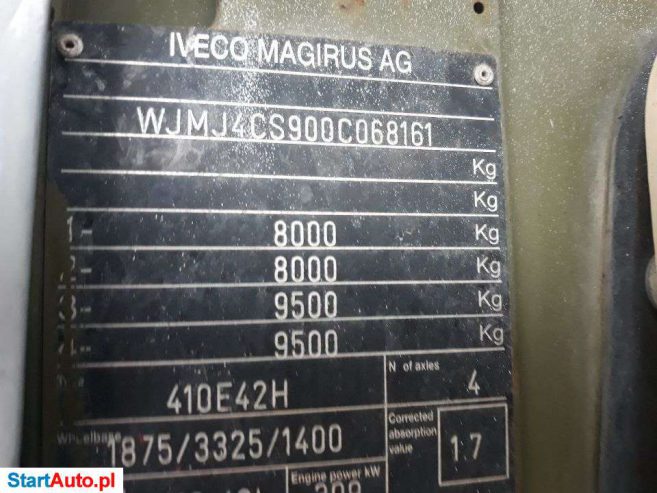 IVECO MAGIRUS AG
WJMJ4CS900C068161
Kg
Kg
8000 Kg
8000 Kg
9500 Kg
9500 Kg
410E42H
N of axles 4
Wheelbase
1875/3325/1400
Corrected absorption value 1.7
Engine power kW
StartAuto.pl